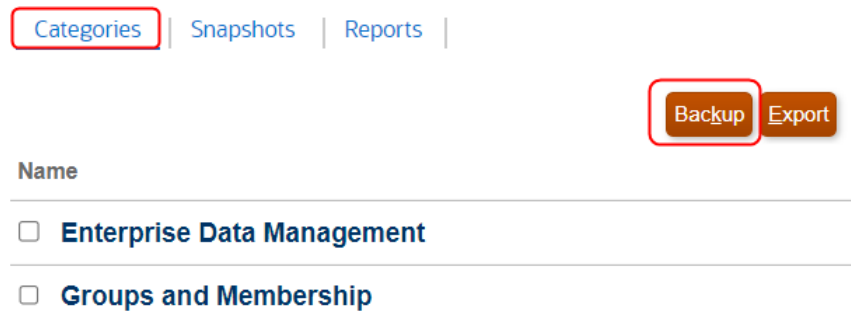 Categories | Snapshots | Reports |
Backup Export
Name
Enterprise Data Management
Groups and Membership